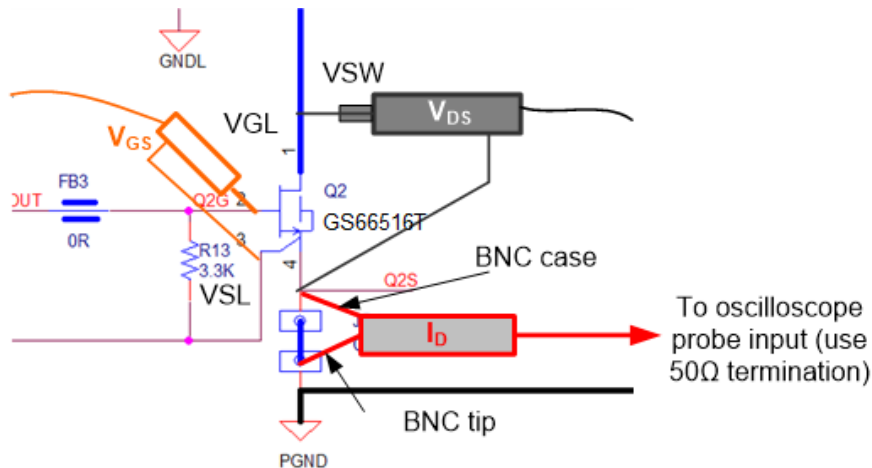 GNDL
VSW
VDS
VGL
VGS
1
FB3
OUT
Q2G
2
Q2
GS66516T
0R
R13
3.3K
3
4
VSL
BNC case
Q2S
ID
To oscilloscope
probe input (use
50Ω termination)
BNC tip
PGND